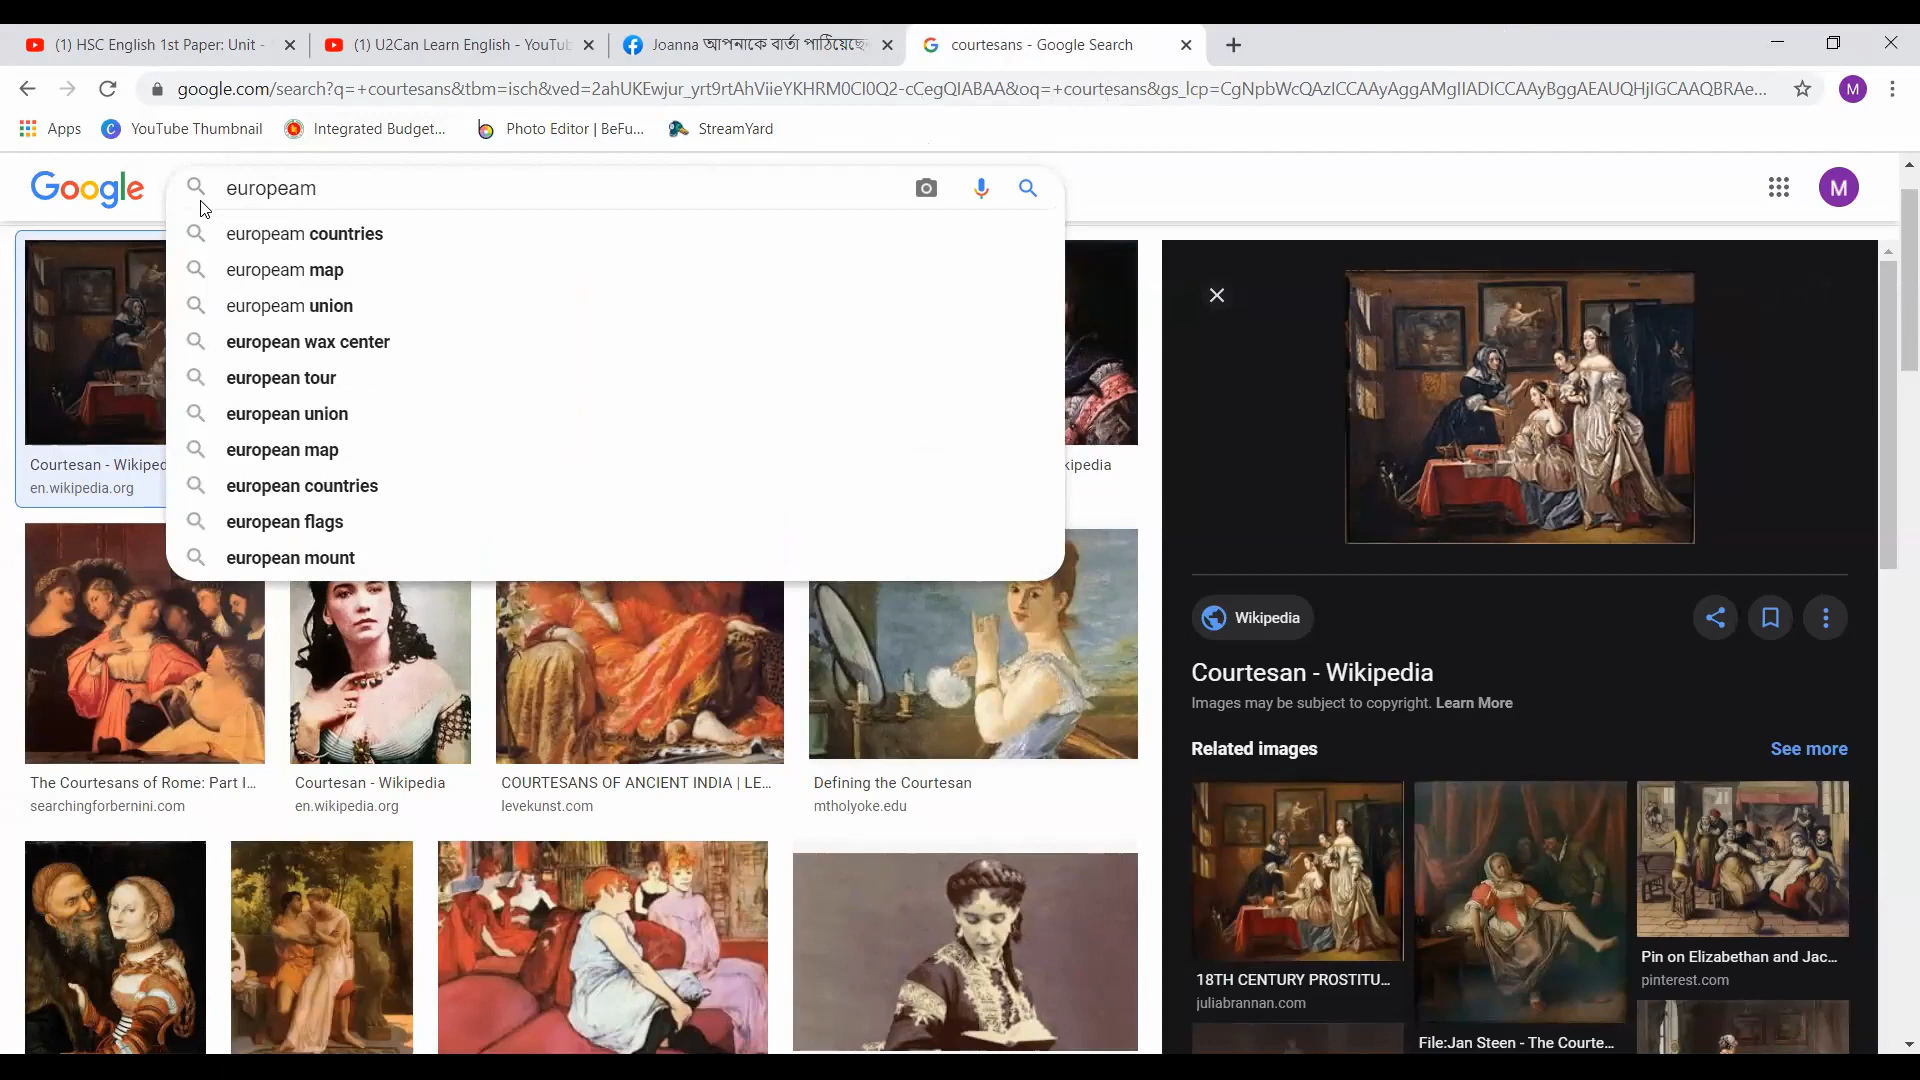 (1) HSC English 1st Paper: Unit -
(1) U2Can Learn English - YouTu
Joanna আপনাকে বার্তা পাঠিয়েছে
courtesans - Google Search
google.com/search?q=+courtesans&tbm=isch&ved=2ahUKEwjur_yrt9rtAhViieYKHRM0CI0Q2-cCegQIABAA&oq=+courtesans&gs_lcp=CgNpbWcQAzICCAAyAggAMgIIADICCAAyBggAEAUQHjIGCAAQBRAe...
M
Apps
YouTube Thumbnail
Integrated Budget...
Photo Editor | BeFu...
StreamYard
Google
europeam
M
europeam countries
europeam map
europeam union
european wax center
european tour
european union
european map
european countries
european flags
european mount
Courtesan - Wikiped
en.wikipedia.org
kipedia
The Courtesans of Rome: Part I...
searchingforbernini.com
Courtesan - Wikipedia
en.wikipedia.org
COURTESANS OF ANCIENT INDIA | LE...
levekunst.com
Defining the Courtesan
mtholyoke.edu
Wikipedia
Courtesan - Wikipedia
Images may be subject to copyright. Learn More
Related images
See more
18TH CENTURY PROSTITU...
juliabrannan.com
File:Jan Steen - The Courte...
Pin on Elizabethan and Jac...
pinterest.com